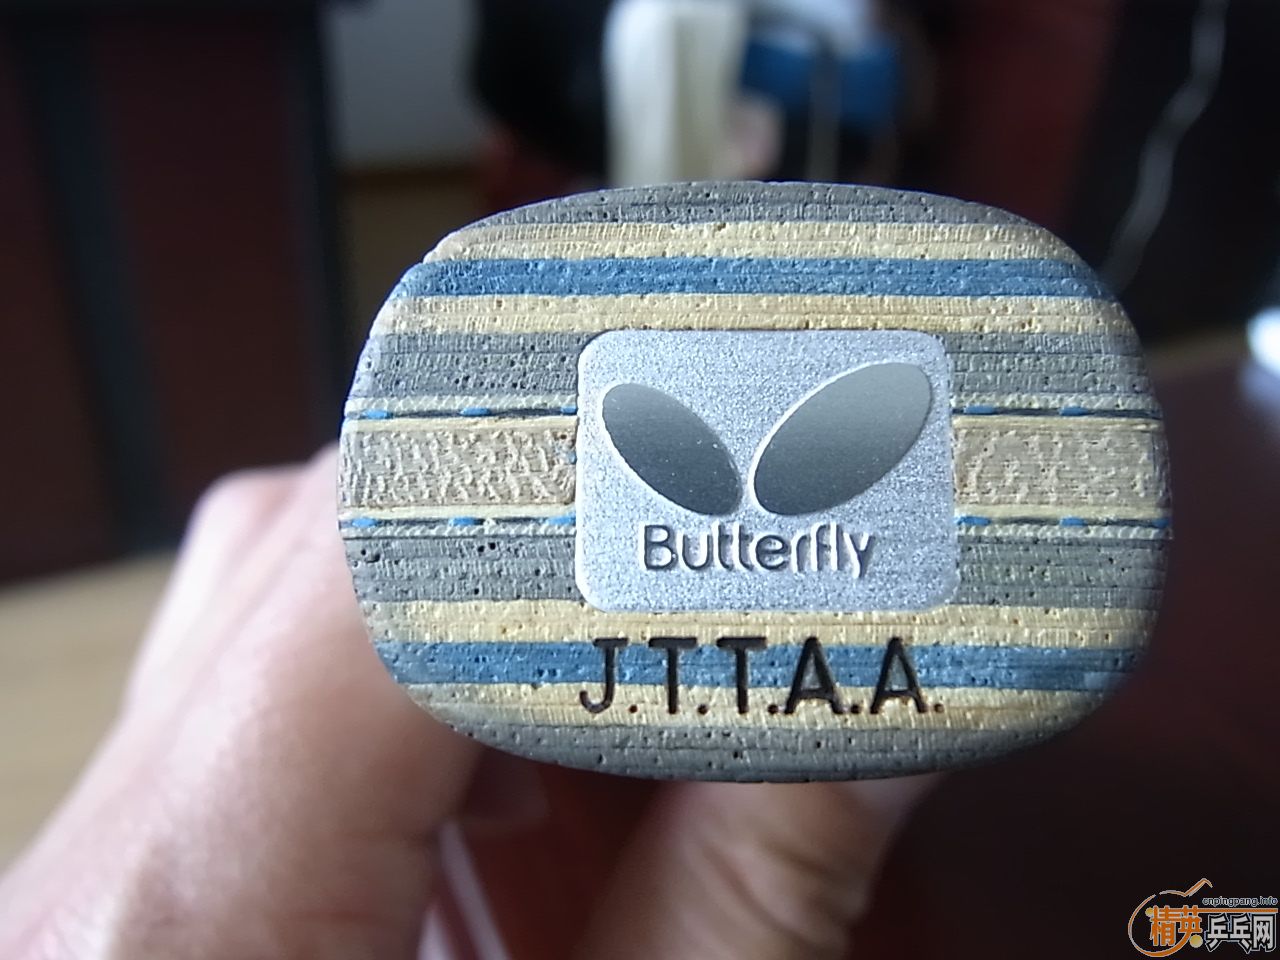 Butterfly
J.T.T.A.A.
cnpingpang.info
精英乒乓网